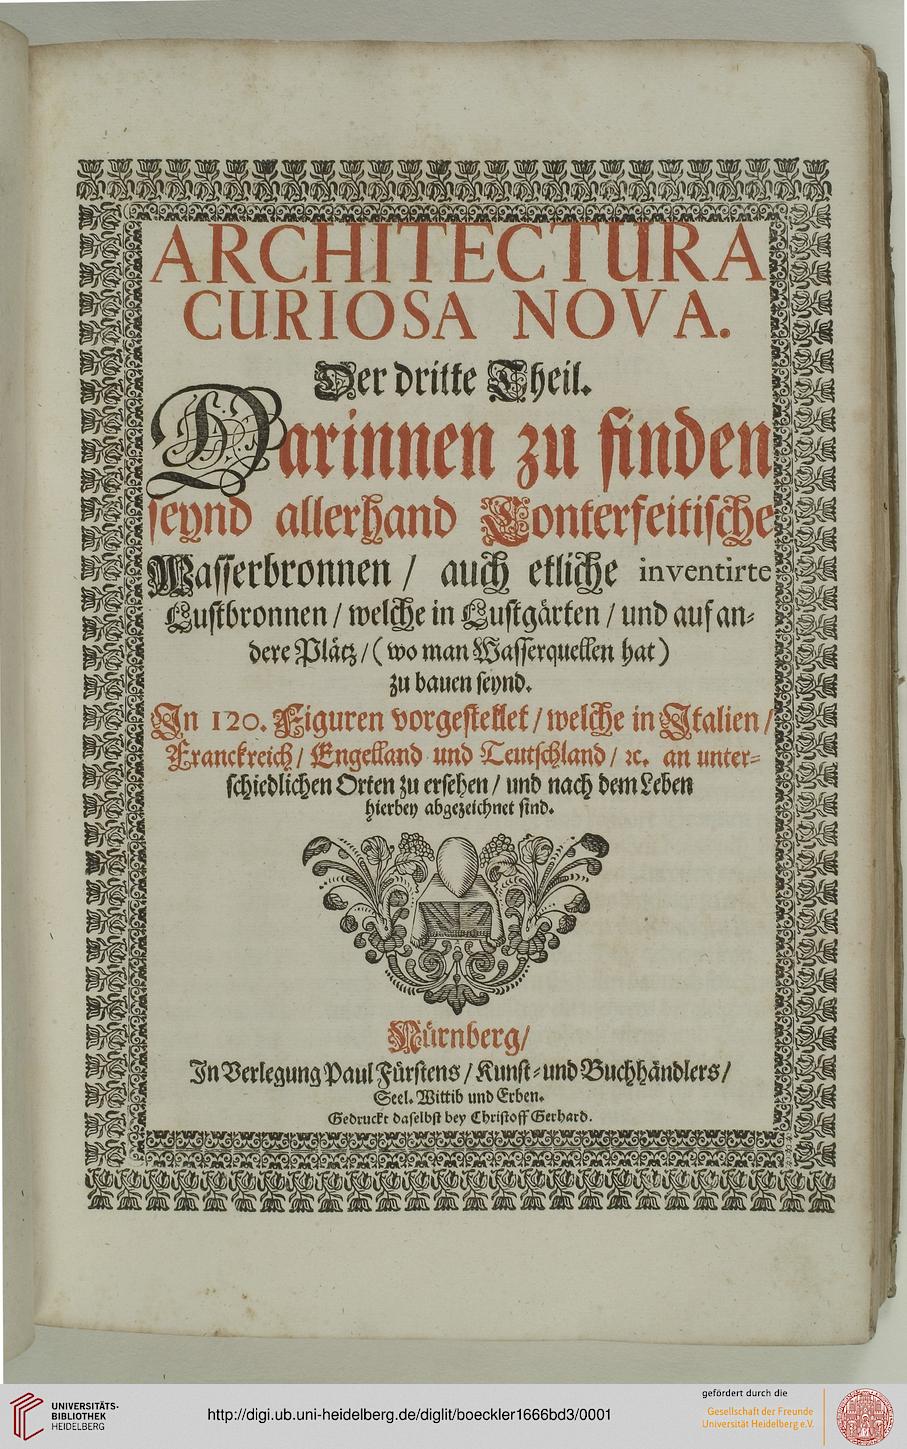 ARCHITECTURA
CURIOSA NOVA.
Der dritte Theil.
Darinnen zu finden
seynd allerhand Conterfeitische
Wasserbronnen / auch etliche inventirte
Lustbronnen / welche in Lustgärten / und auf an-
dere Plätz / ( wo man Wasserquellen hat )
zu bauen seynd.
In 120. Figuren vorgestellet / welche in Italien /
Franckreich / Engelland und Teutschland / ꝛc. an unter-
schiedlichen Orten zu ersehen / und nach dem Leben
hierbey abgezeichnet sind.
Nürnberg /
In Verlegung Paul Fürstens / Kunst- und Buchhändlers /
Seel. Wittib und Erben.
Gedruckt daselbst bey Christoff Gerhard.
UNIVERSITÄTS-
BIBLIOTHEK
HEIDELBERG
http://digi.ub.uni-heidelberg.de/diglit/boeckler1666bd3/0001
gefördert durch die
Gesellschaft der Freunde
Universität Heidelberg e.V.